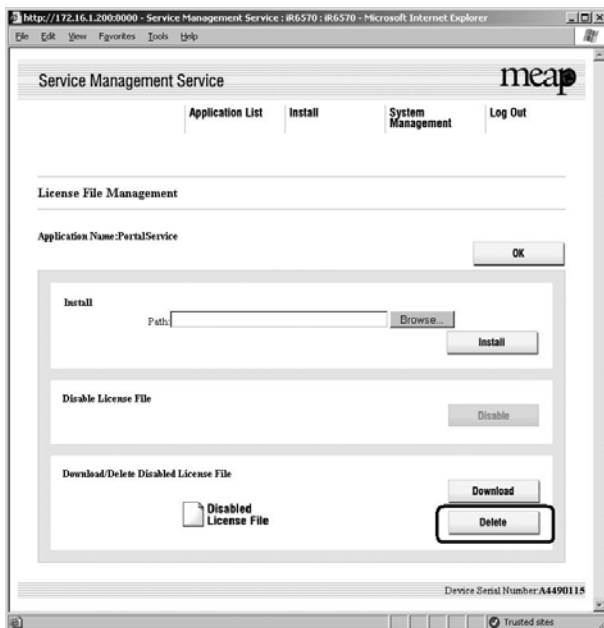 http://172.16.1.200:8000 - Service Management Service : iR6570 : iR6570 - Microsoft Internet Explorer
File Edit View Favorites Tools Help
Service Management Service
meap
Application List Install System Management Log Out
License File Management
Application Name:PortalService
OK
Install
Path:
Browse...
Install
Disable License File
Disable
Download/Delete Disabled License File
Download
Disabled
License File
Delete
Device Serial Number:A4490115
Trusted sites